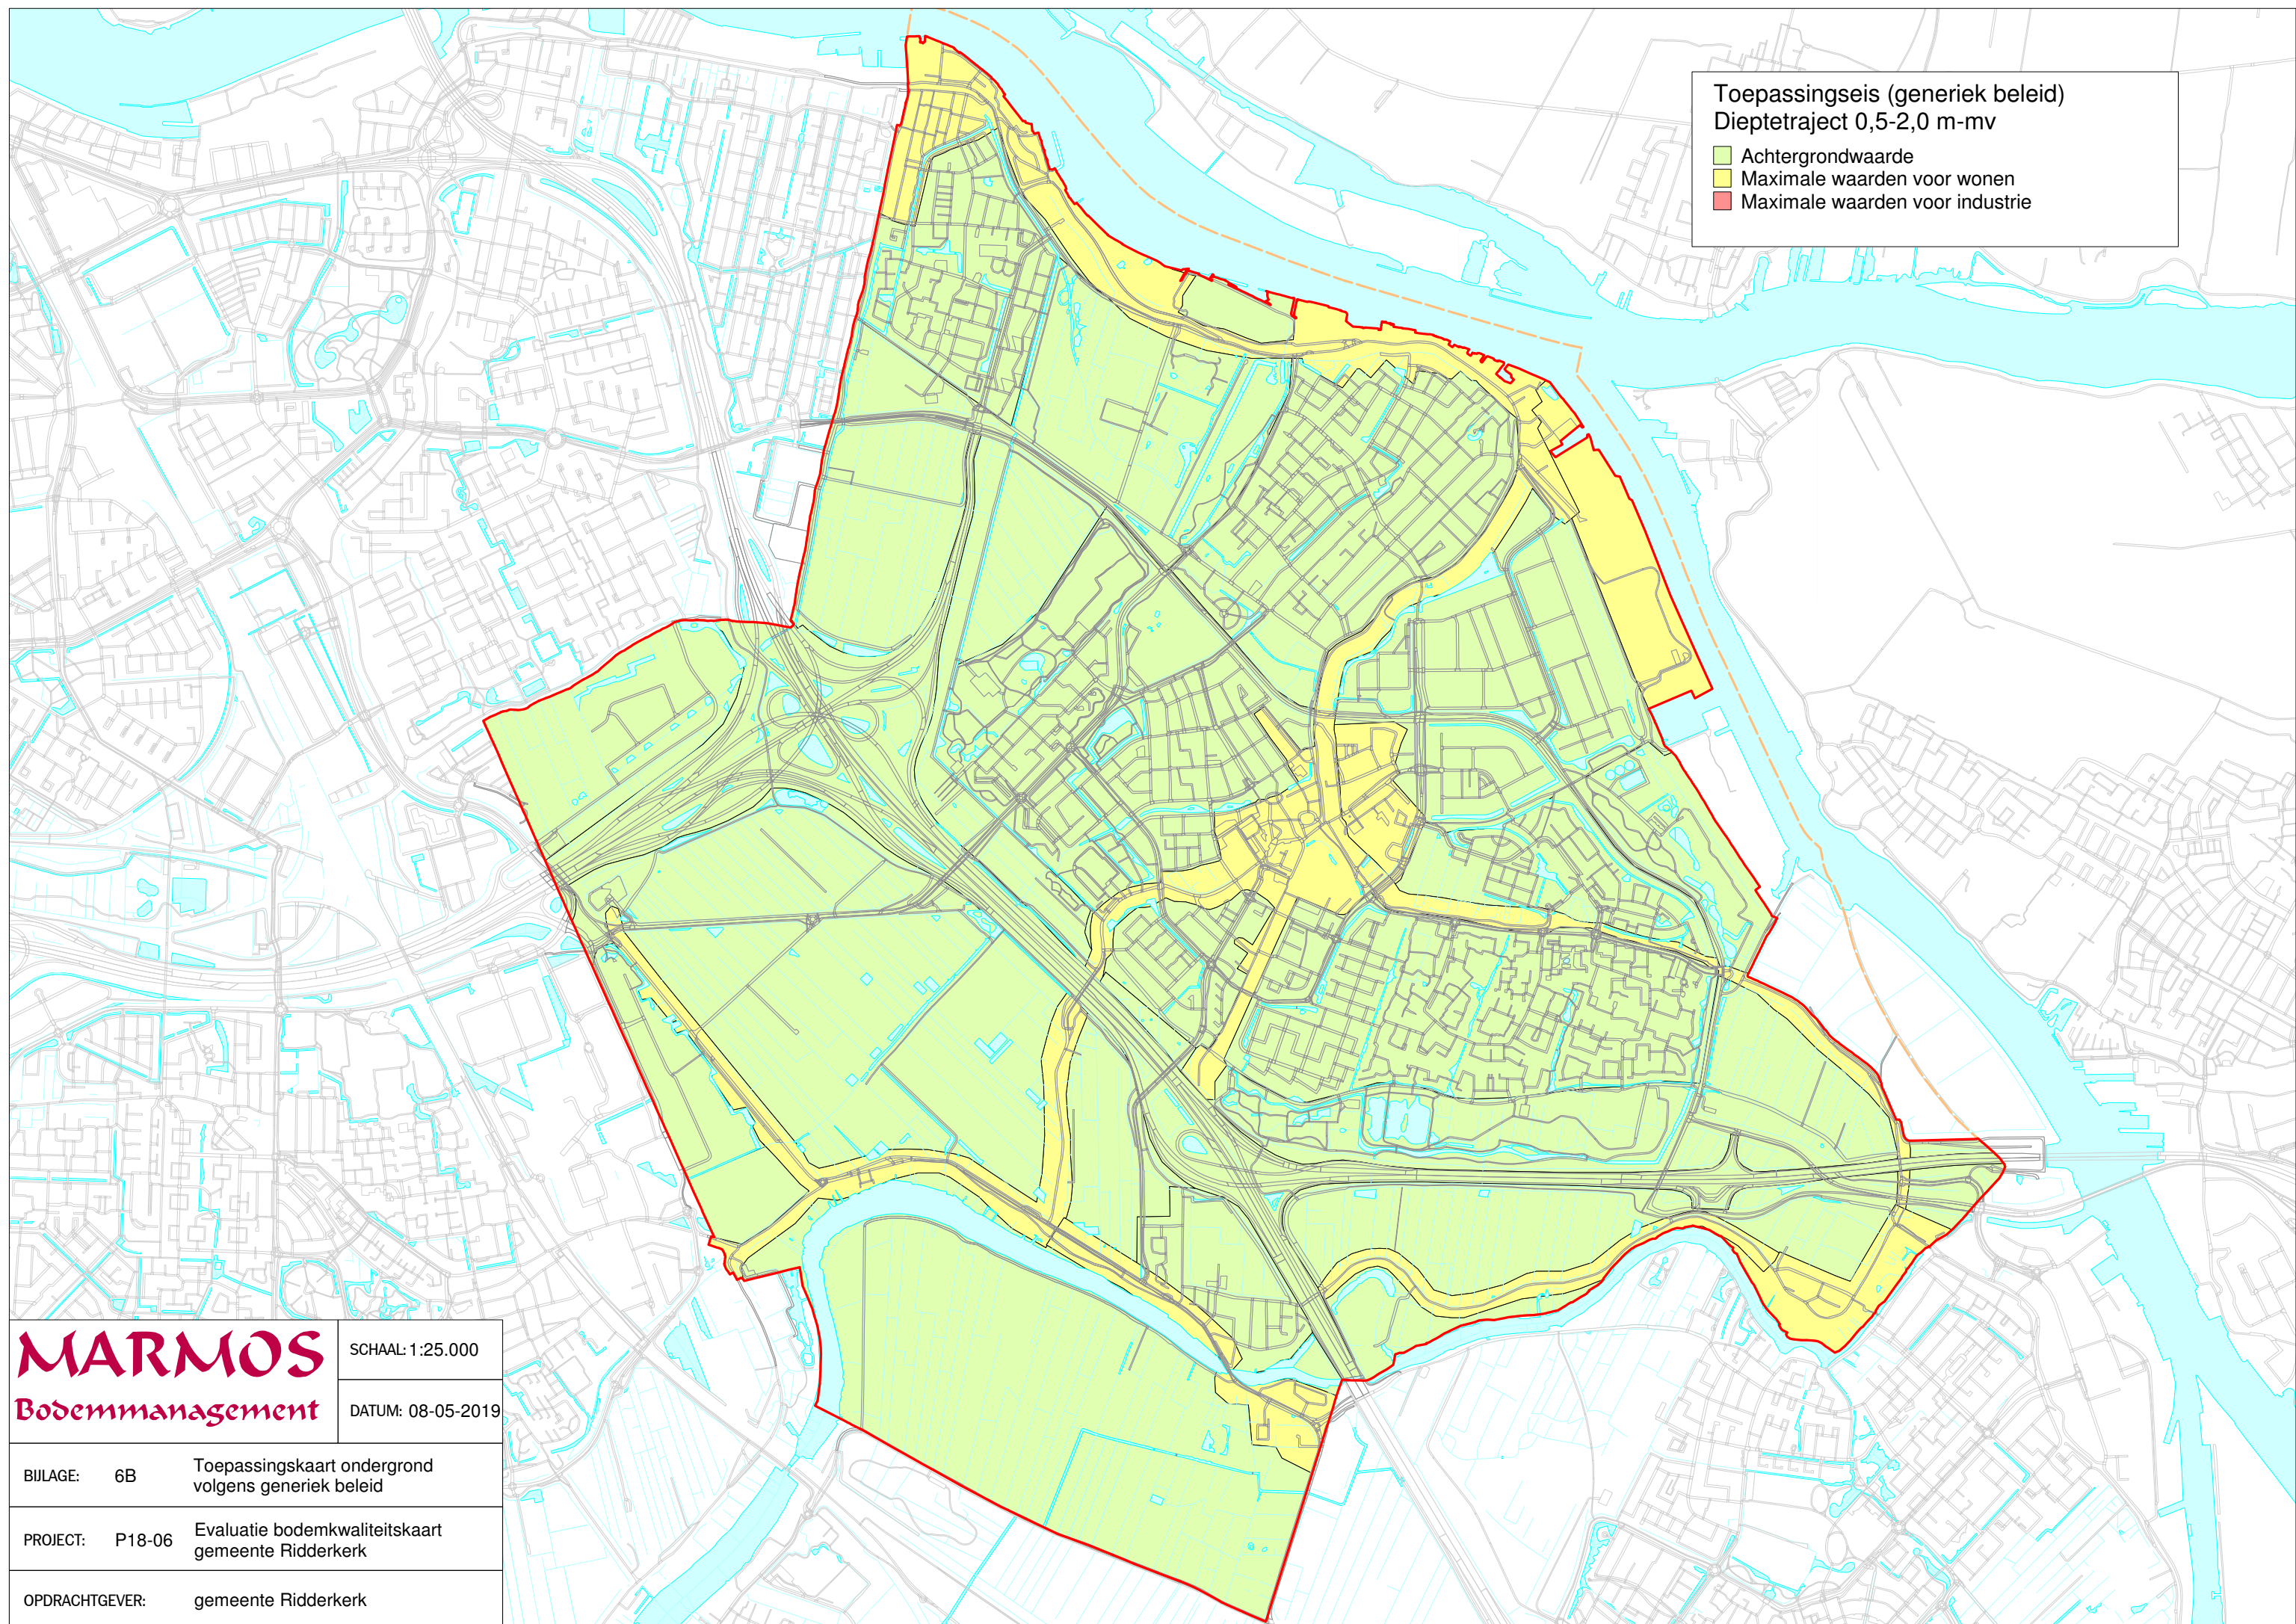 Toepassingseis (generiek beleid)
Dieptetraject 0,5-2,0 m-mv
Achtergrondwaarde
Maximale waarden voor wonen
Maximale waarden voor industrie
MARMOS
Bodemmanagement
SCHAAL: 1:25.000
DATUM: 08-05-2019
BIJLAGE: 6B Toepassingskaart ondergrond
volgens generiek beleid
PROJECT: P18-06 Evaluatie bodemkwaliteitskaart
gemeente Ridderkerk
OPDRACHTGEVER: gemeente Ridderkerk